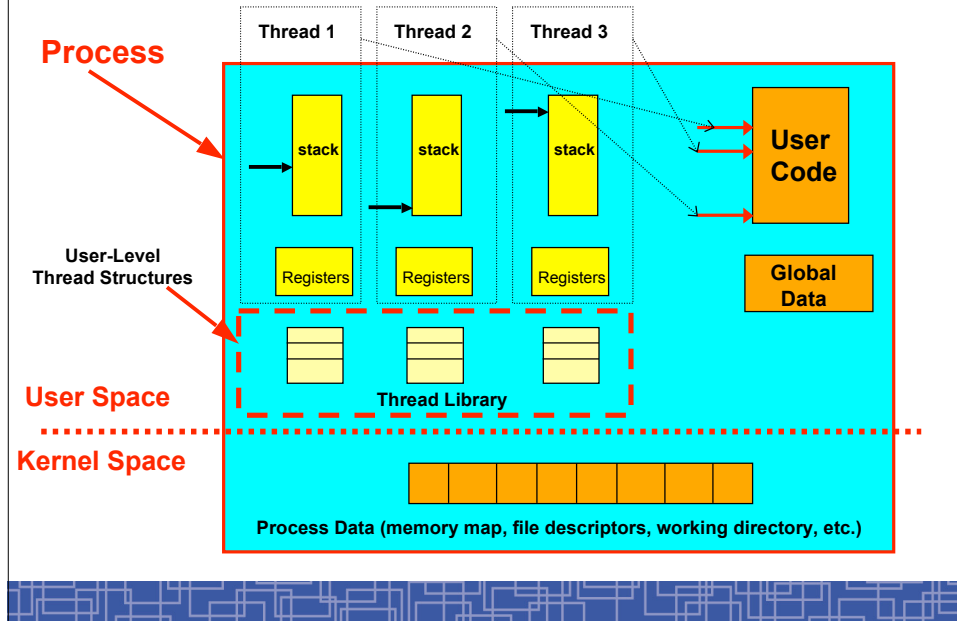 Thread 1
Thread 2
Thread 3
Process
stack
stack
stack
User
Code
Registers
Registers
Registers
User-Level
Thread Structures
Global
Data
Thread Library
User Space
Kernel Space
Process Data (memory map, file descriptors, working directory, etc.)